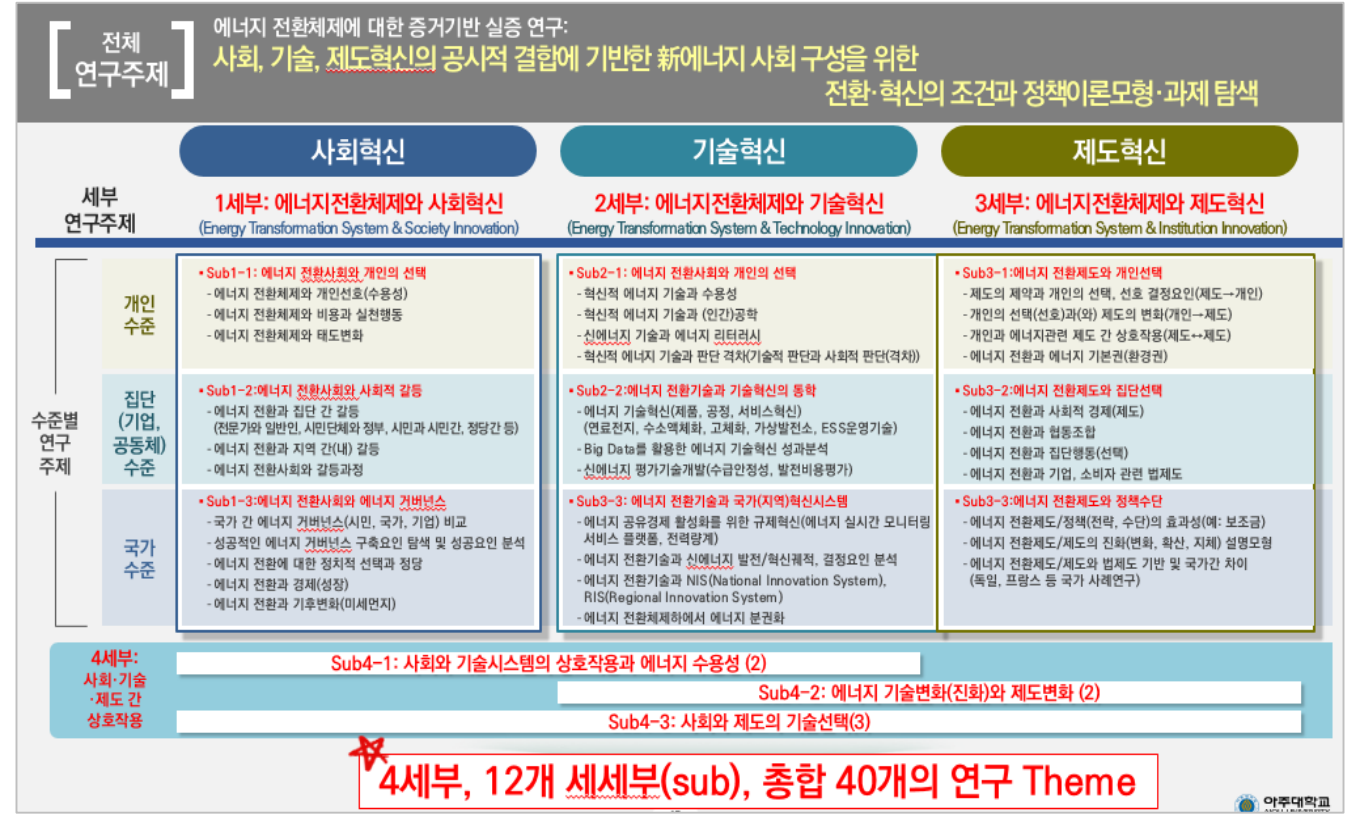 전체
연구주제
에너지 전환체제에 대한 증거기반 실증 연구:
사회, 기술, 제도혁신의 공시적 결합에 기반한 新에너지 사회 구성을 위한
전환·혁신의 조건과 정책이론모형·과제 탐색
사회혁신
기술혁신
제도혁신
세부
연구주제
1세부: 에너지전환체제와 사회혁신
(Energy Transformation System & Society Innovation)
2세부: 에너지전환체제와 기술혁신
(Energy Transformation System & Technology Innovation)
3세부: 에너지전환체제와 제도혁신
(Energy Transformation System & Institution Innovation)
수준별
연구
주제
개인
수준
▪Sub1-1: 에너지 전환사회와 개인의 선택
-에너지 전환체제와 개인선호(수용성)
-에너지 전환체제와 비용과 실천행동
-에너지 전환체제와 태도변화
▪Sub2-1: 에너지 전환사회와 개인의 선택
-혁신적 에너지 기술과 수용성
-혁신적 에너지 기술과 (인간)공학
-신에너지 기술과 에너지 리터러시
-혁신적 에너지 기술과 판단 격차(기술적 판단과 사회적 판단(격차))
▪Sub3-1:에너지 전환제도와 개인선택
-제도의 제약과 개인의 선택, 선호 결정요인(제도→개인)
-개인의 선택(선호)과(와) 제도의 변화(개인→제도)
-개인과 에너지관련 제도 간 상호작용(제도↔제도)
-에너지 전환과 에너지 기본권(환경권)
집단
(기업,
공동체)
수준
▪Sub1-2:에너지 전환사회와 사회적 갈등
-에너지 전환과 집단 간 갈등
(전문가와 일반인, 시민단체와 정부, 시민과 시민간, 정당간 등)
-에너지 전환과 지역 간(내) 갈등
-에너지 전환사회와 갈등과정
▪Sub2-2:에너지 전환기술과 기술혁신의 동학
-에너지 기술혁신(제품, 공정, 서비스혁신)
(연료전지, 수소액체화, 고체화, 가상발전소, ESS운영기술)
-Big Data를 활용한 에너지 기술혁신 성과분석
-신에너지 평가기술개발(수급안정성, 발전비용평가)
▪Sub3-2:에너지 전환제도와 집단선택
-에너지 전환과 사회적 경제(제도)
-에너지 전환과 협동조합
-에너지 전환과 집단행동(선택)
-에너지 전환과 기업, 소비자 관련 법제도
국가
수준
▪Sub1-3:에너지 전환사회와 에너지 거버넌스
-국가 간 에너지 거버넌스(시민, 국가, 기업) 비교
-성공적인 에너지 거버넌스 구축요인 탐색 및 성공요인 분석
-에너지 전환에 대한 정치적 선택과 정당
-에너지 전환과 경제(성장)
-에너지 전환과 기후변화(미세먼지)
▪Sub3-3: 에너지 전환기술과 국가(지역)혁신시스템
-에너지 공유경제 활성화를 위한 규제혁신(에너지 실시간 모니터링
서비스 플랫폼, 전력량계)
-에너지 전환기술과 신에너지 발전/혁신궤적, 결정요인 분석
-에너지 전환기술과 NIS(National Innovation System),
RIS(Regional Innovation System)
-에너지 전환체제하에서 에너지 분권화
▪Sub3-3:에너지 전환제도와 정책수단
-에너지 전환제도/정책(전략, 수단)의 효과성(예: 보조금)
-에너지 전환제도/제도의 진화(변화, 확산, 지체) 설명모형
-에너지 전환제도/제도와 법제도 기반 및 국가간 차이
(독일, 프랑스 등 국가 사례연구)
4세부:
사회·기술
·제도 간
상호작용
Sub4-1: 사회와 기술시스템의 상호작용과 에너지 수용성 (2)
Sub4-2: 에너지 기술변화(진화)와 제도변화 (2)
Sub4-3: 사회와 제도의 기술선택(3)
4세부, 12개 세세부(sub), 총합 40개의 연구 Theme
아주대학교